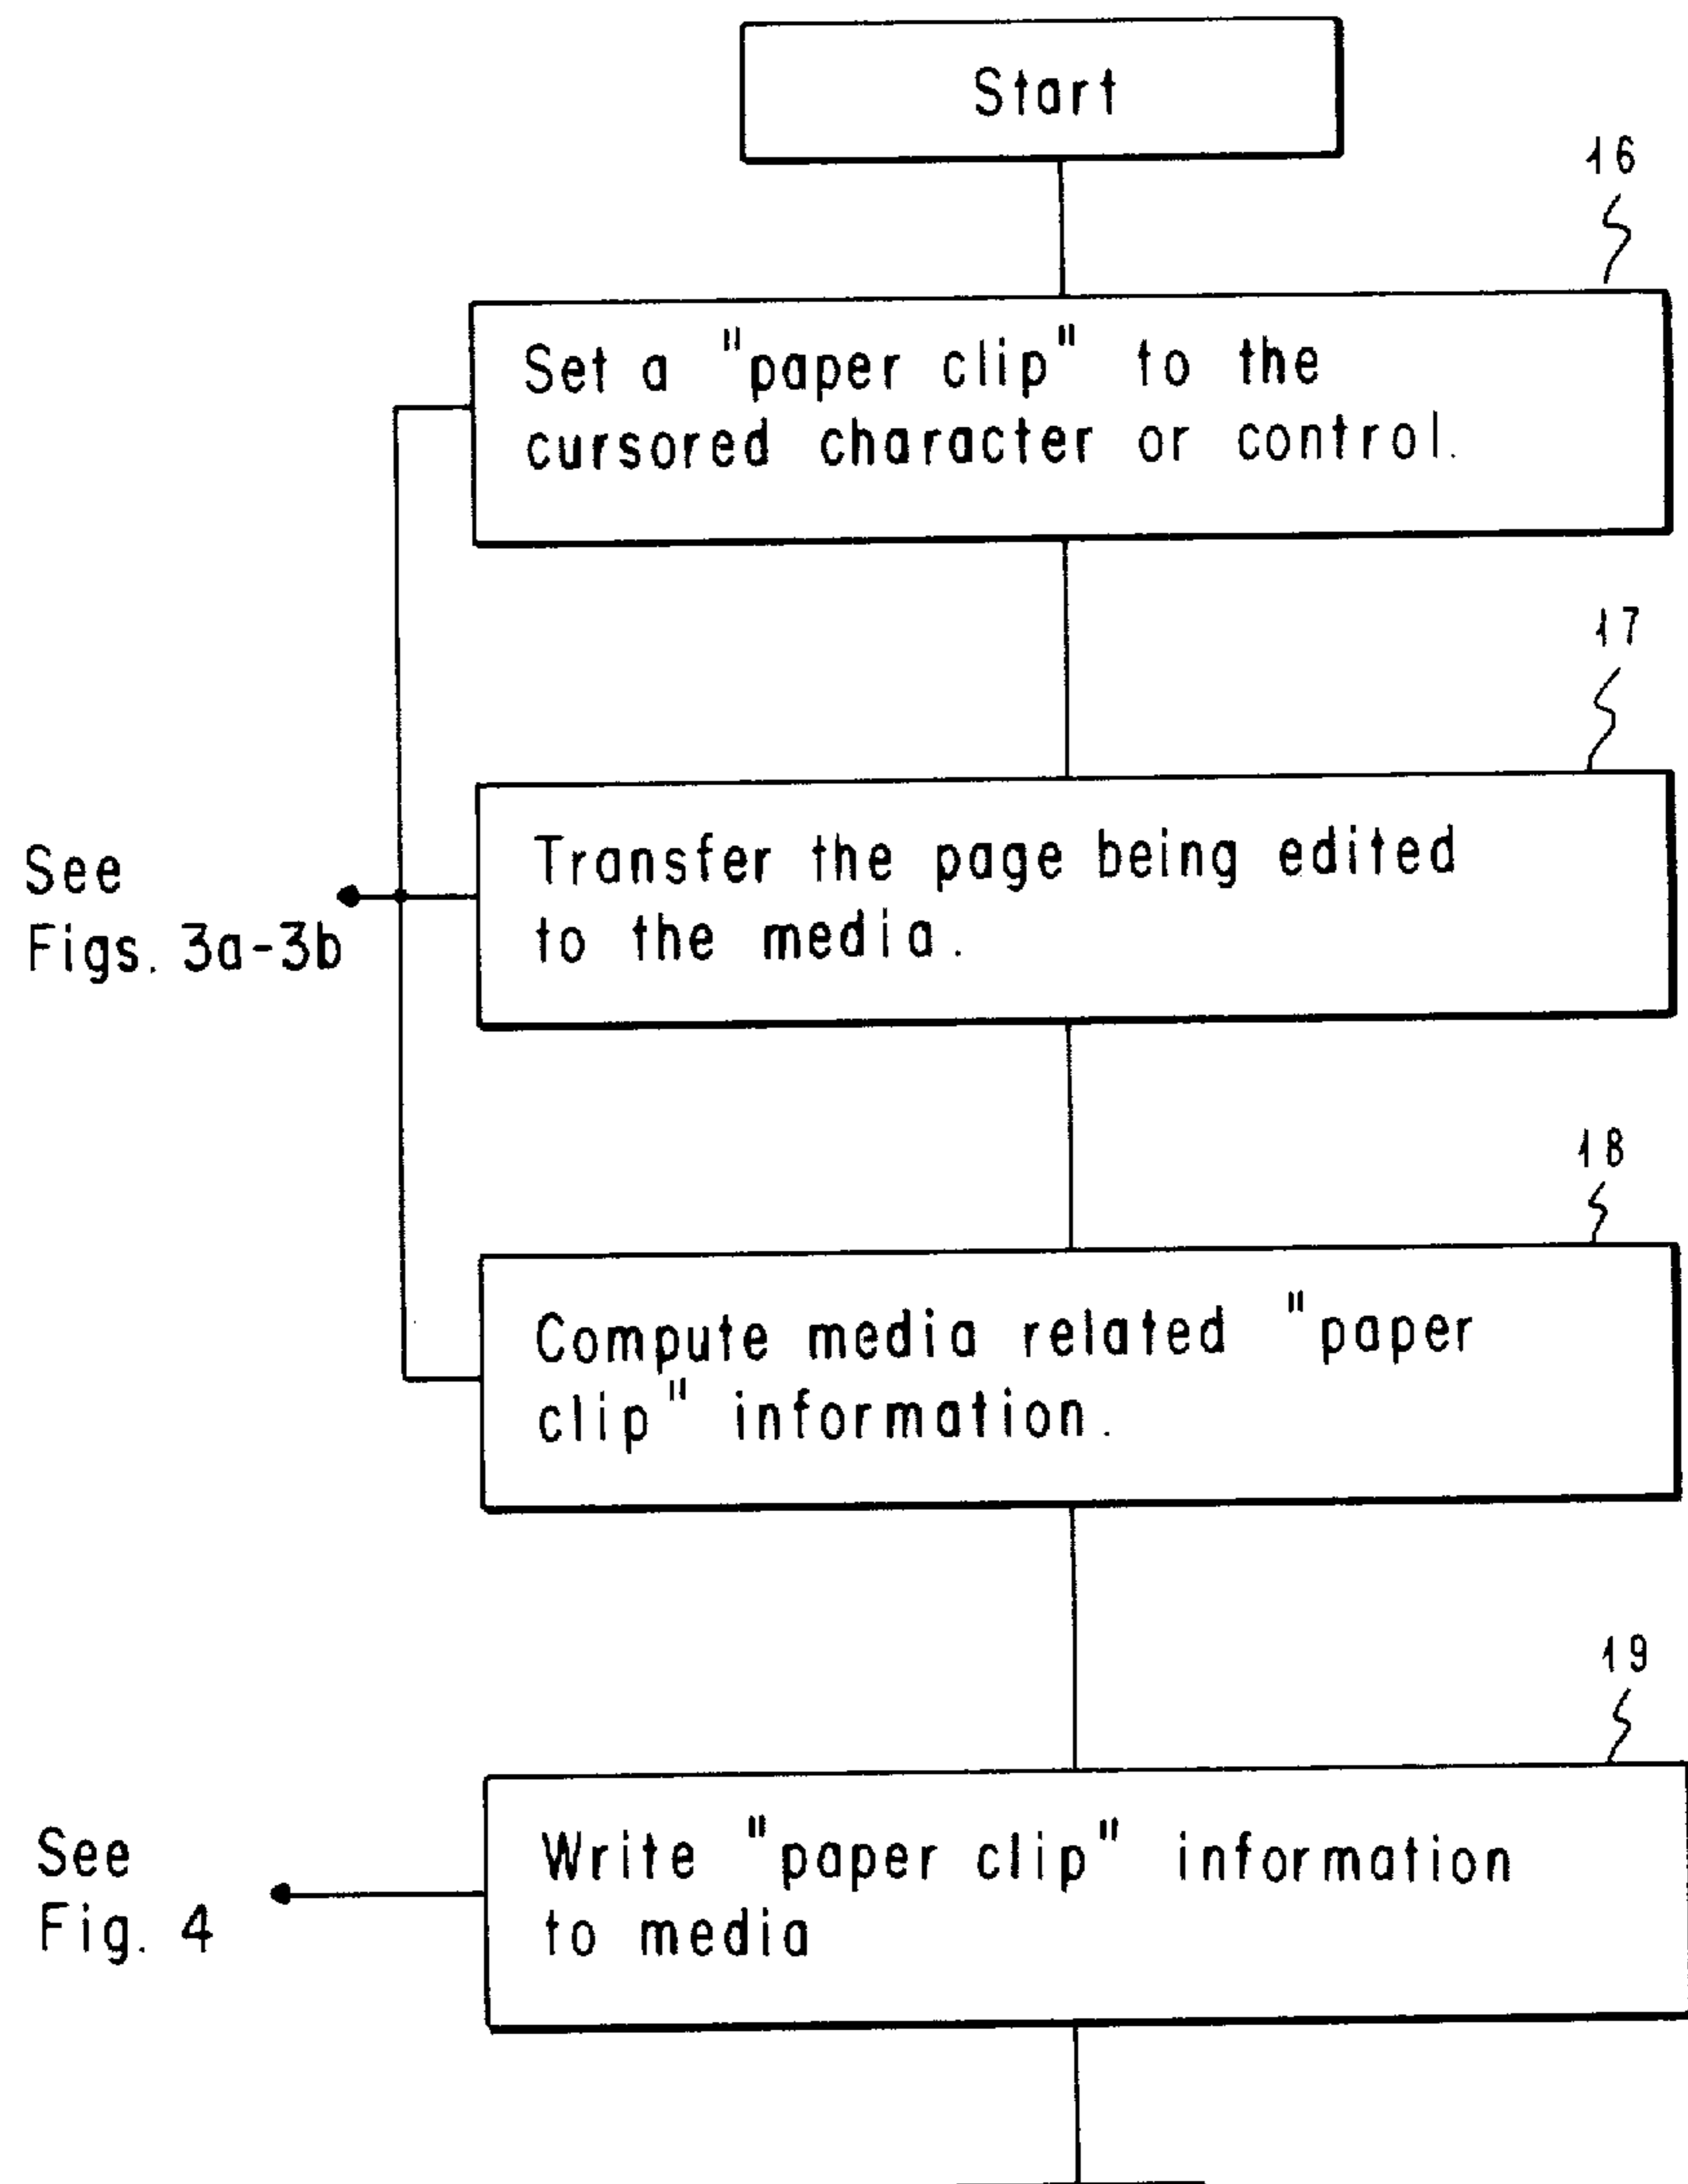 Start
16
Set a "paper clip" to the
cursored character or control.
17
See
Figs. 3a-3b
Transfer the page being edited
to the media.
18
Compute media related "paper
clip" information.
19
See
Fig. 4
Write "paper clip" information
to media